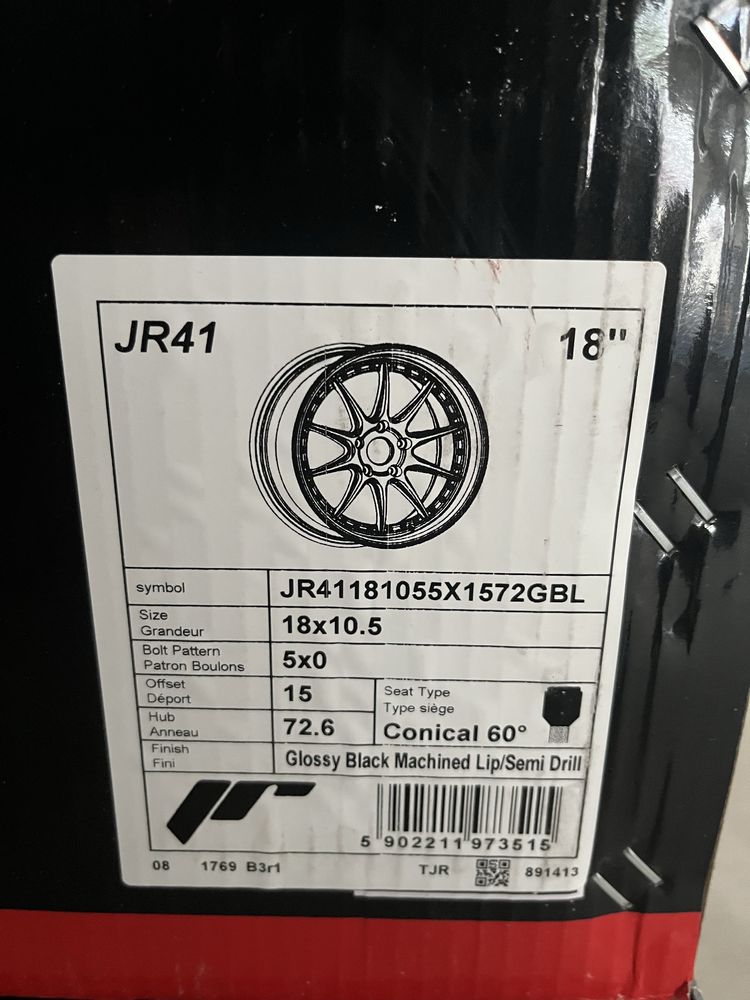 JR41 18"
symbol JR41181055X1572GBL
Size
Grandeur
18x10.5
Bolt Pattern
Patron Boulons
5x0
Offset
Déport
15
Seat Type
Type siège
Conical 60°
Hub
Anneau
72.6
Finish
Fini
Glossy Black Machined Lip/Semi Drill
JR
5 902211 973515
08 1769 B3r1 TJR 891413